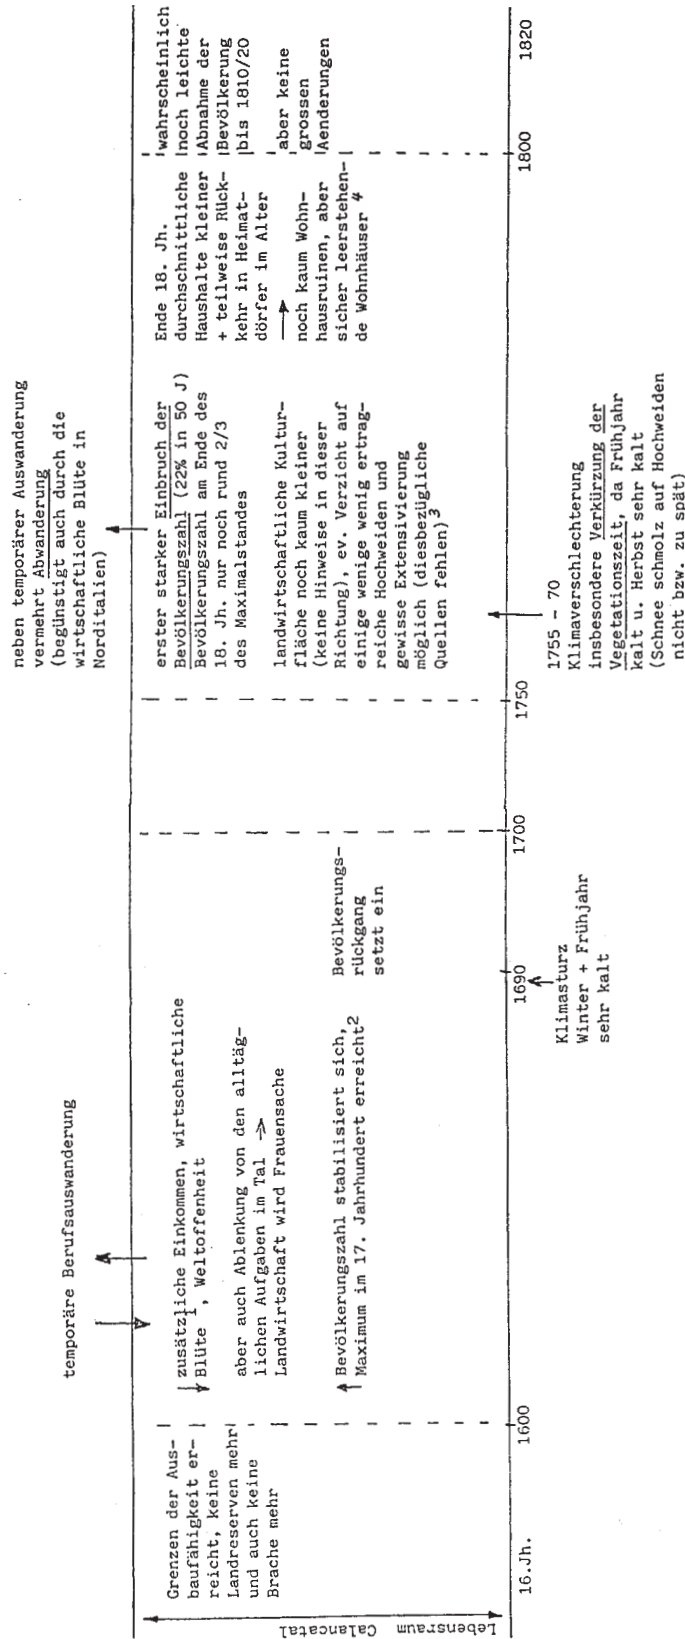 temporäre Berufsauswanderung
neben temporärer Auswanderung
vermehrt Abwanderung
(begünstigt auch durch die
wirtschaftliche Blüte in
Norditalien)
Lebensraum Calancatal
Grenzen der Aus-
baufähigkeit er-
reicht, keine
Landreserven mehr
und auch keine
Brache mehr
zusätzliche Einkommen, wirtschaftliche
Blüte 1, Weltoffenheit
aber auch Ablenkung von den alltäg-
lichen Aufgaben im Tal →
Landwirtschaft wird Frauensache
Bevölkerungszahl stabilisiert sich,
Maximum im 17. Jahrhundert erreicht2
Bevölkerungs-
rückgang
setzt ein
erster starker Einbruch der
Bevölkerungszahl (22% in 50 J)
Bevölkerungszahl am Ende des
18. Jh. nur noch rund 2/3
des Maximalstandes
landwirtschaftliche Kultur-
fläche noch kaum kleiner
(keine Hinweise in dieser
Richtung), ev. Verzicht auf
einige wenige wenig ertrag-
reiche Hochweiden und
gewisse Extensivierung
möglich (diesbezügliche
Quellen fehlen)3
Ende 18. Jh.
durchschnittliche
Haushalte kleiner
+ teilweise Rück-
kehr in Heimat-
dörfer im Alter
→
noch kaum Wohn-
hausruinen, aber
sicher leerstehen-
de Wohnhäuser 4
wahrscheinlich
noch leichte
Abnahme der
Bevölkerung
bis 1810/20
aber keine
grossen
Aenderungen
16.Jh.
1600
1690
1700
1750
1800
1820
Klimasturz
Winter + Frühjahr
sehr kalt
1755 - 70
Klimaverschlechterung
insbesondere Verkürzung der
Vegetationszeit, da Frühjahr
kalt u. Herbst sehr kalt
(Schnee schmolz auf Hochweiden
nicht bzw. zu spät)